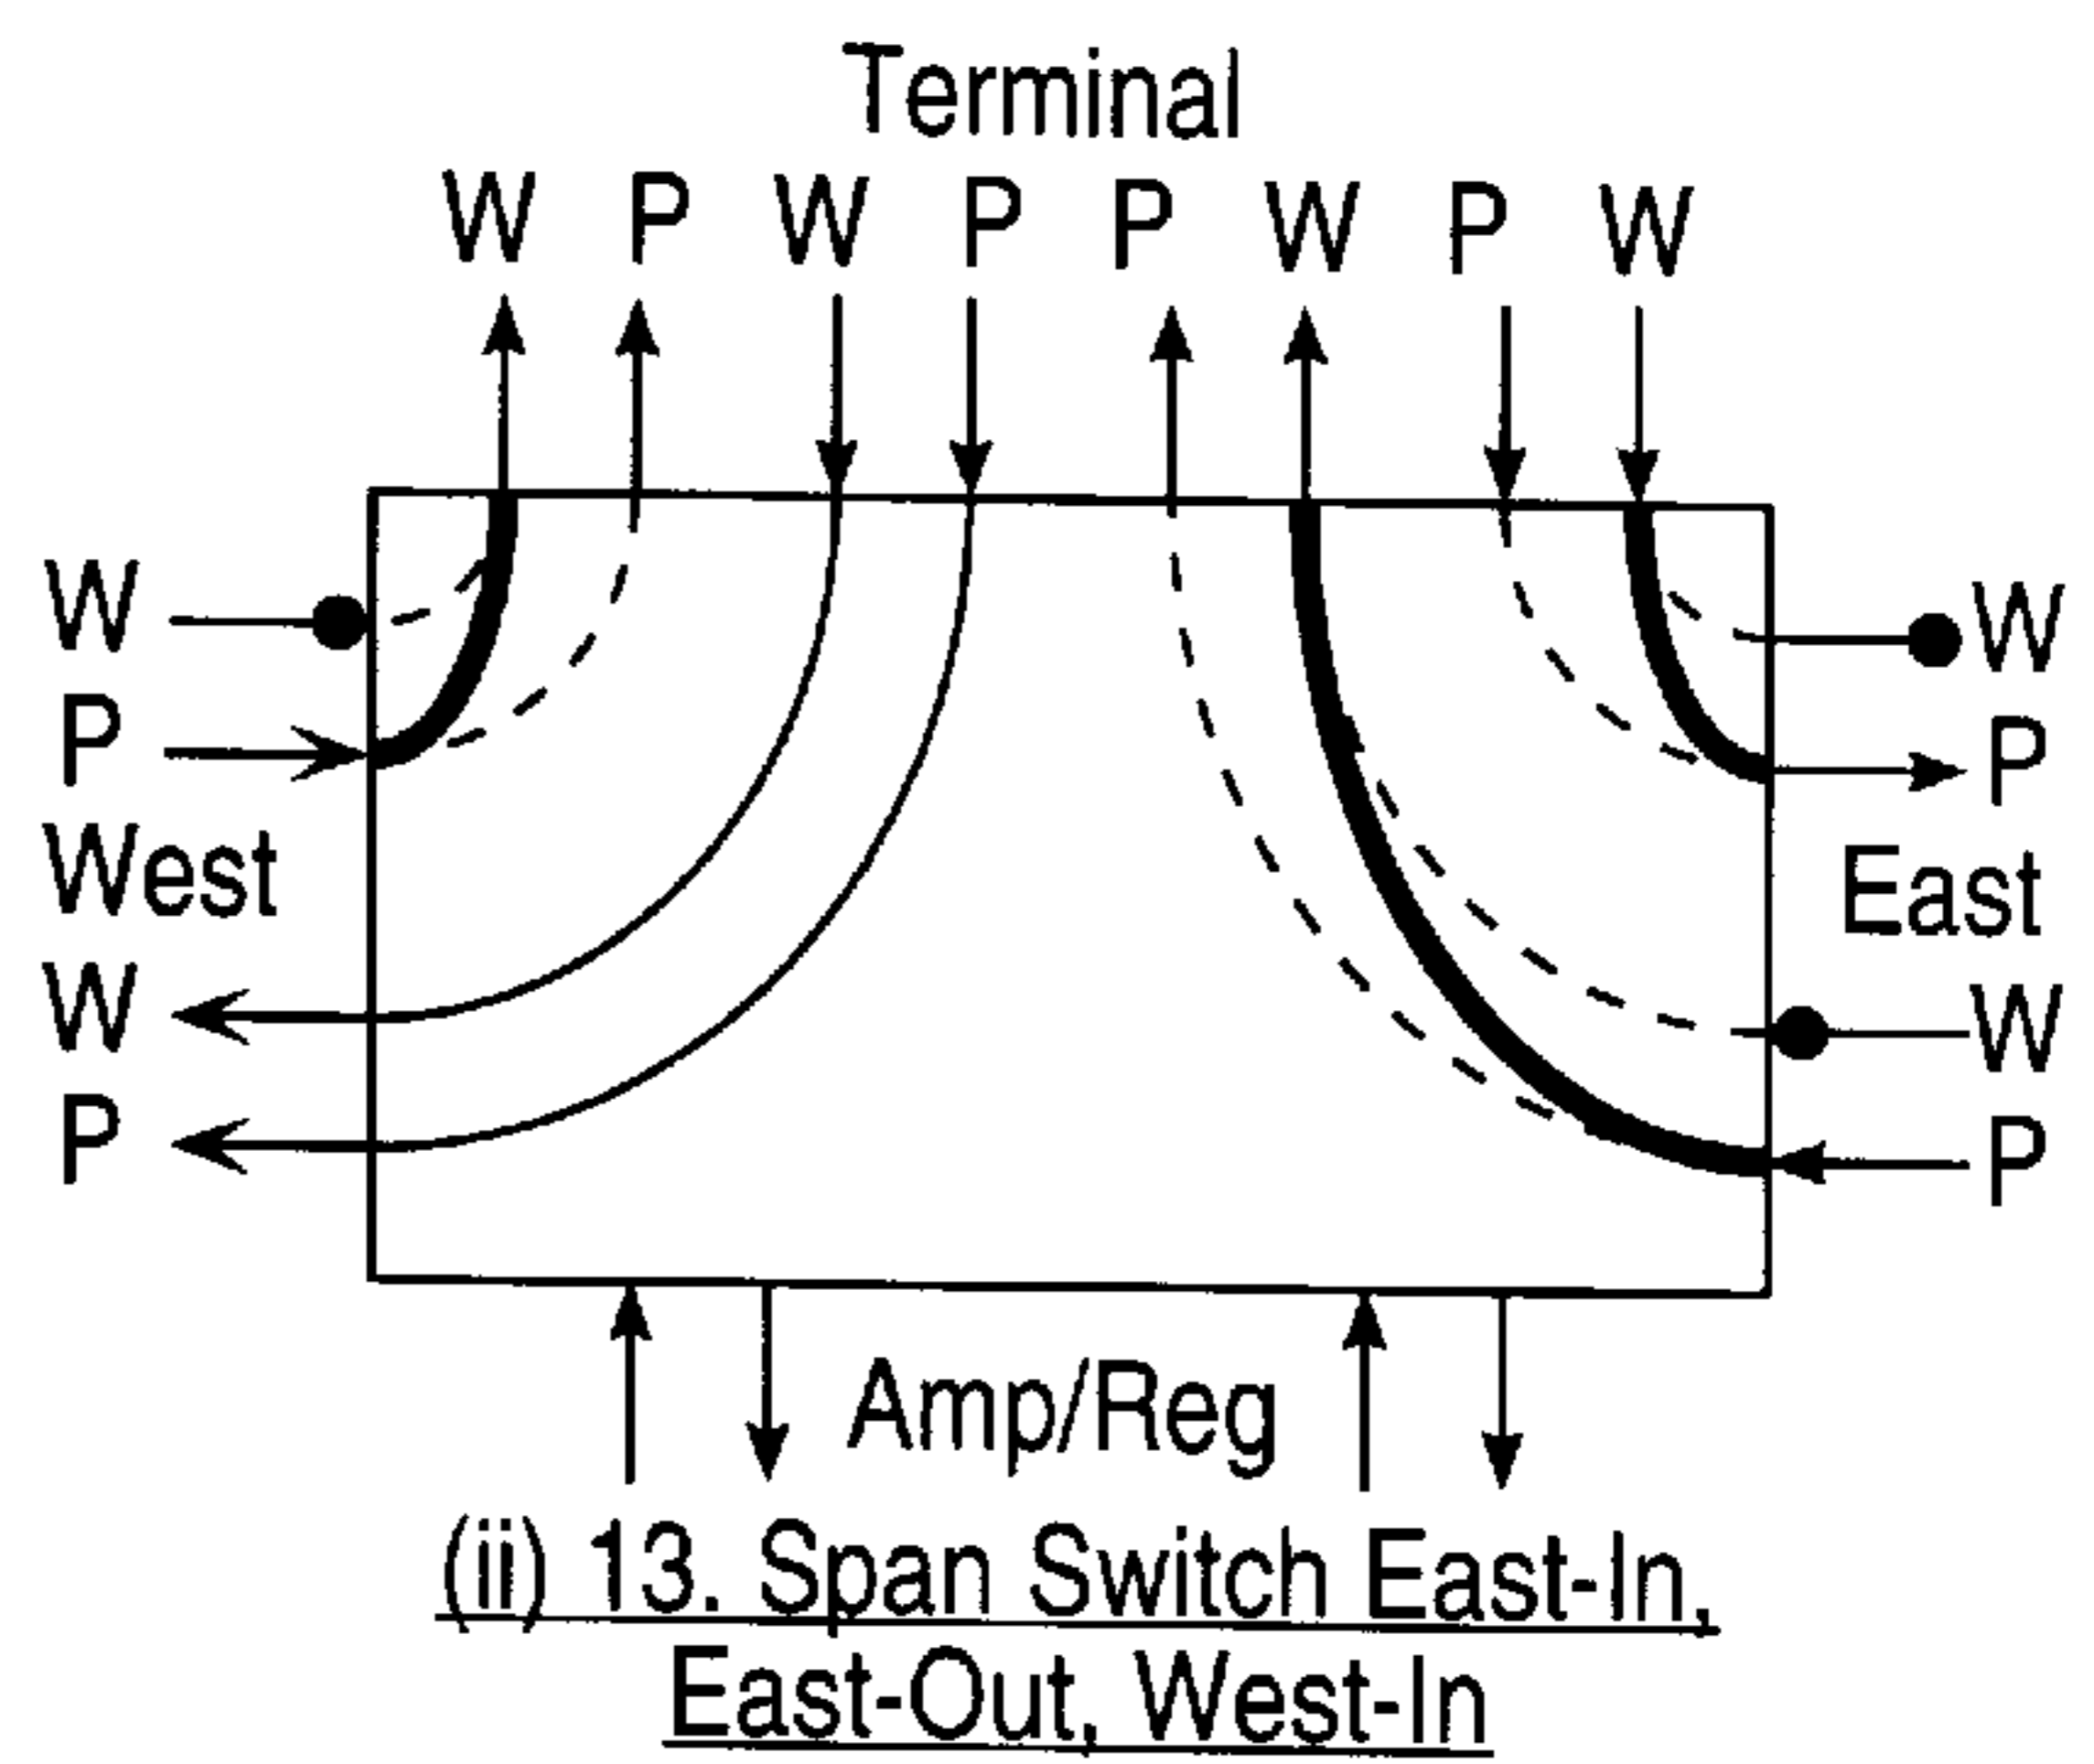 Terminal
W P W P P W P W
W W
P P
West East
W W
P P
Amp/Reg
(ii) 13. Span Switch East-In,
East-Out, West-In